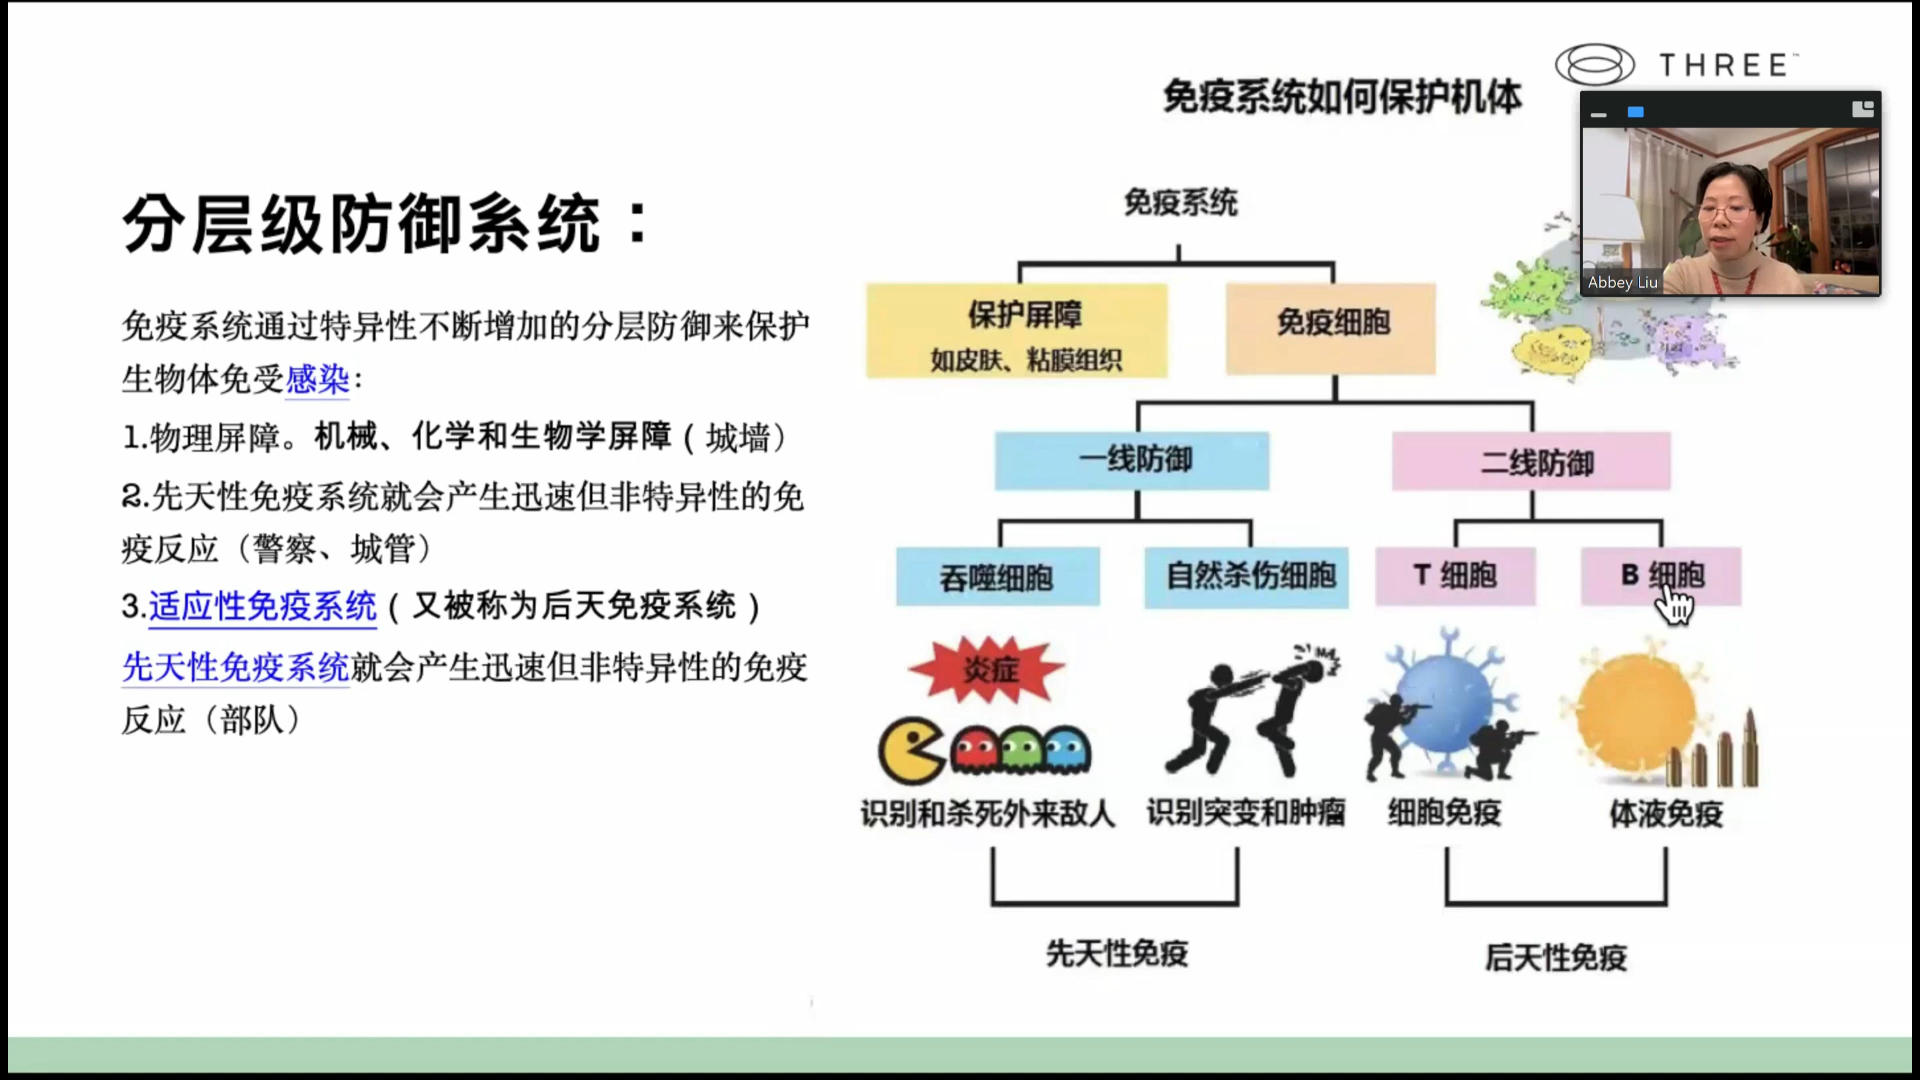 THREE™
免疫系统如何保护机体
Abbey Liu
分层级防御系统：
免疫系统通过特异性不断增加的分层防御来保护
生物体免受感染：
1.物理屏障。机械、化学和生物学屏障（城墙）
2.先天性免疫系统就会产生迅速但非特异性的免
疫反应（警察、城管）
3.适应性免疫系统（又被称为后天免疫系统）
先天性免疫系统就会产生迅速但非特异性的免疫
反应（部队）
免疫系统
保护屏障
如皮肤、粘膜组织
免疫细胞
一线防御
二线防御
吞噬细胞
自然杀伤细胞
T 细胞
B 细胞
炎症
识别和杀死外来敌人
识别突变和肿瘤
细胞免疫
体液免疫
先天性免疫
后天性免疫